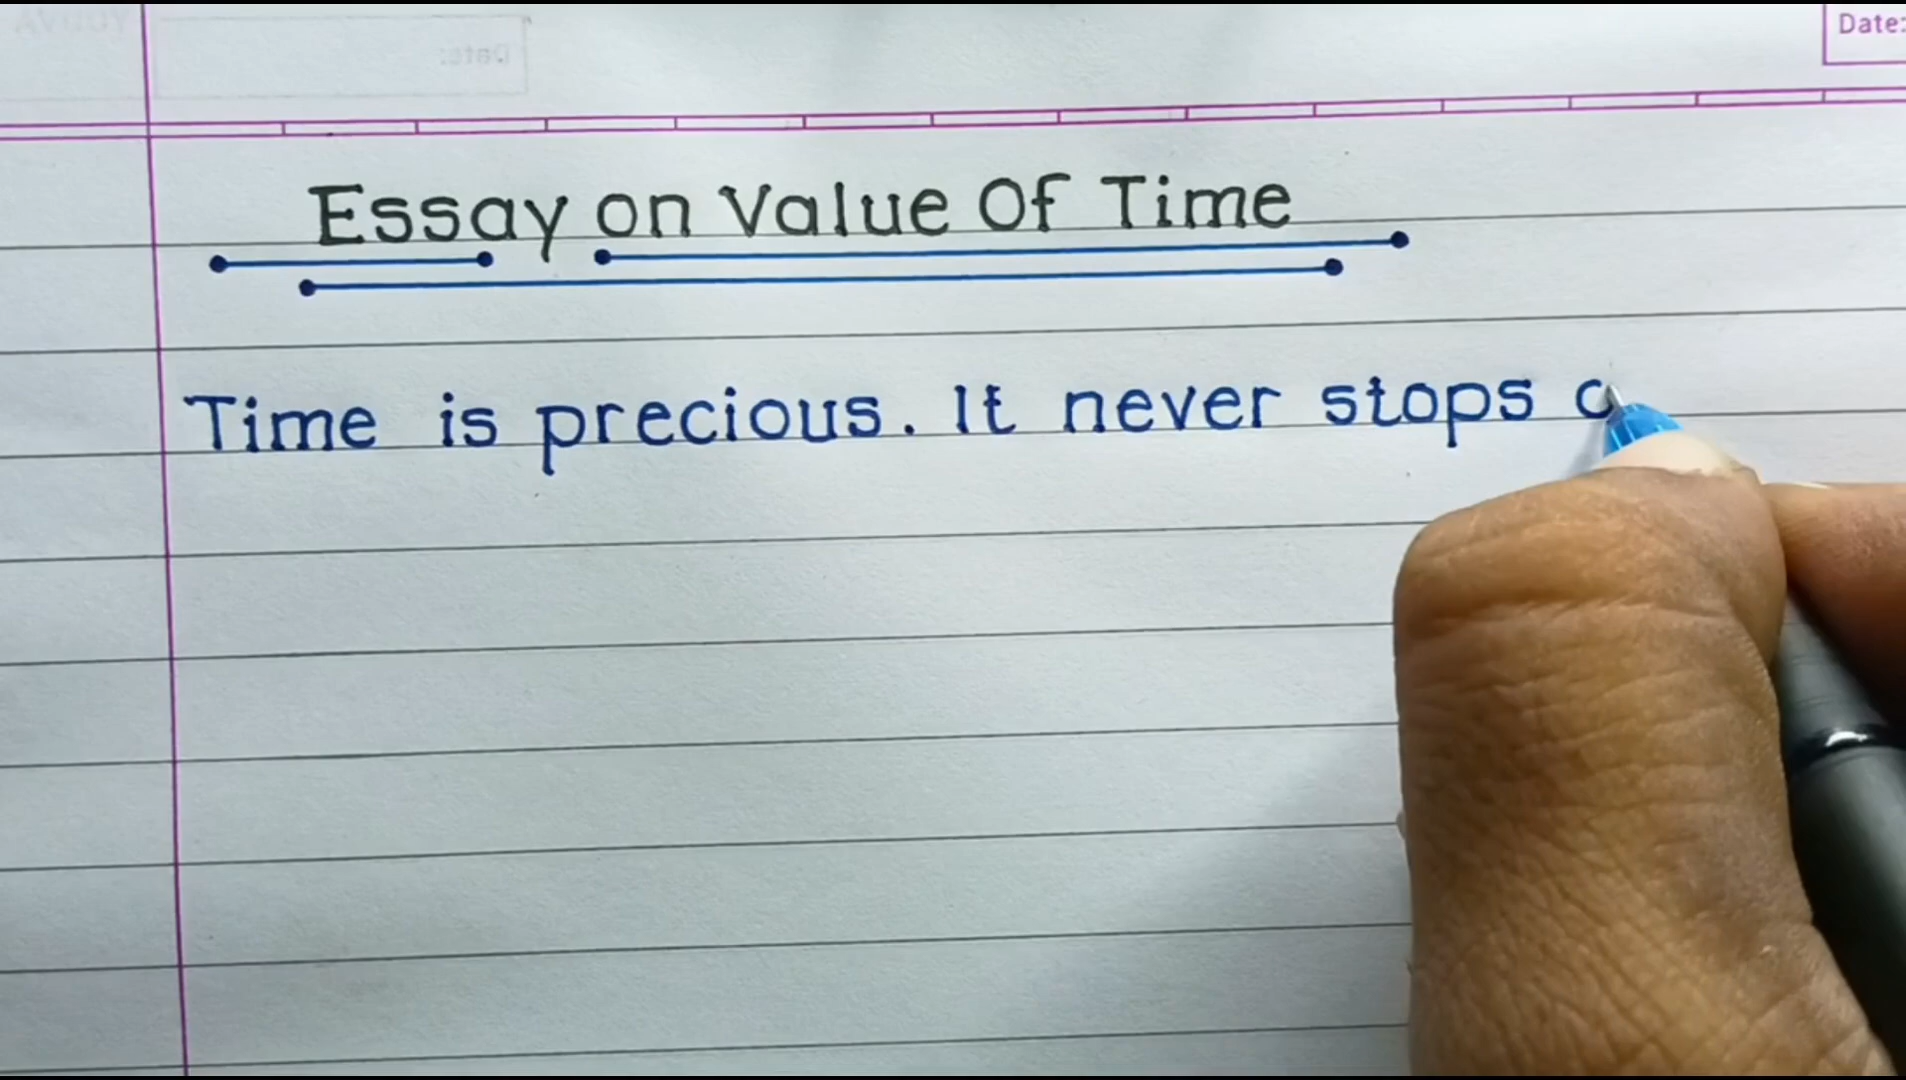 Date:
Essay on Value Of Time
Time is precious. It never stops